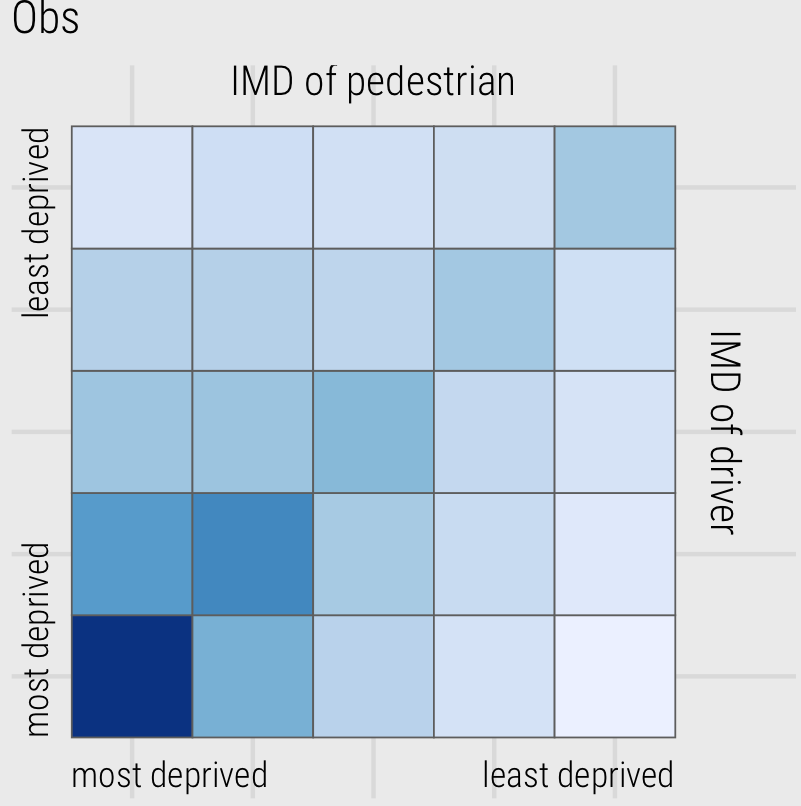 Obs
IMD of pedestrian
least deprived
IMD of driver
most deprived
most deprived
least deprived